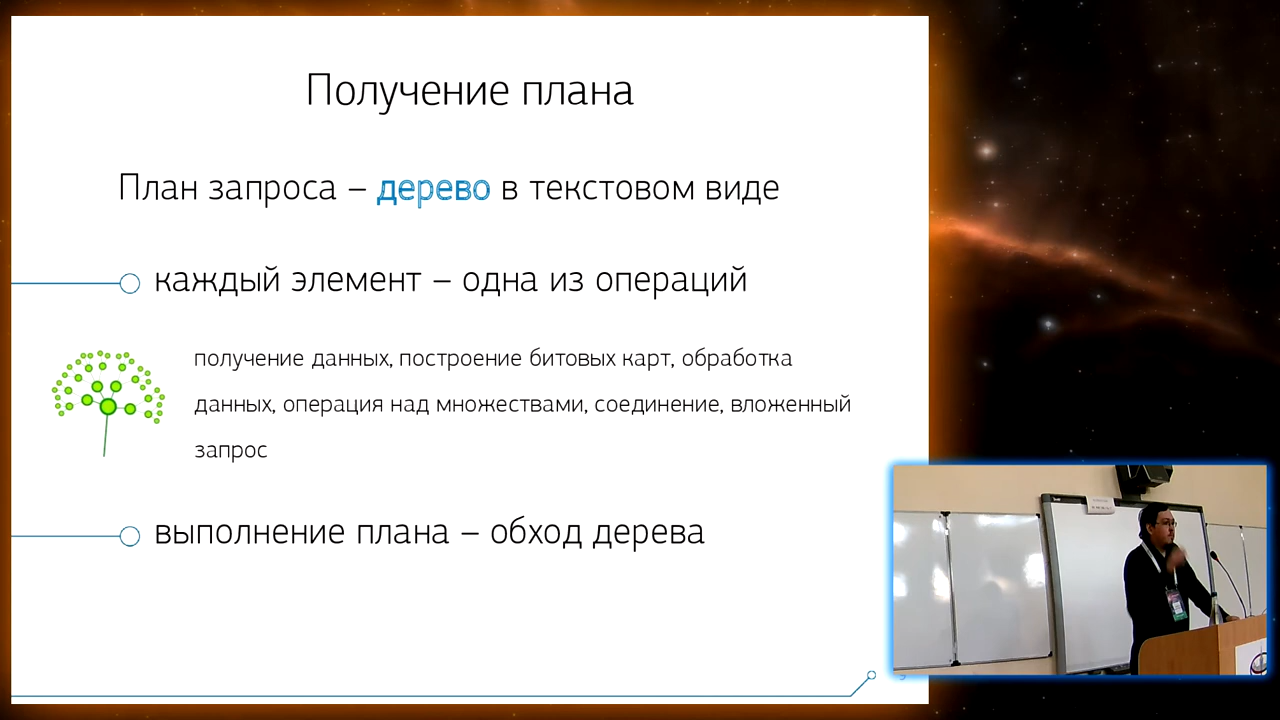 Получение плана
План запроса – дерево в текстовом виде
каждый элемент – одна из операций
получение данных, построение битовых карт, обработка
данных, операция над множествами, соединение, вложенный
запрос
выполнение плана – обход дерева